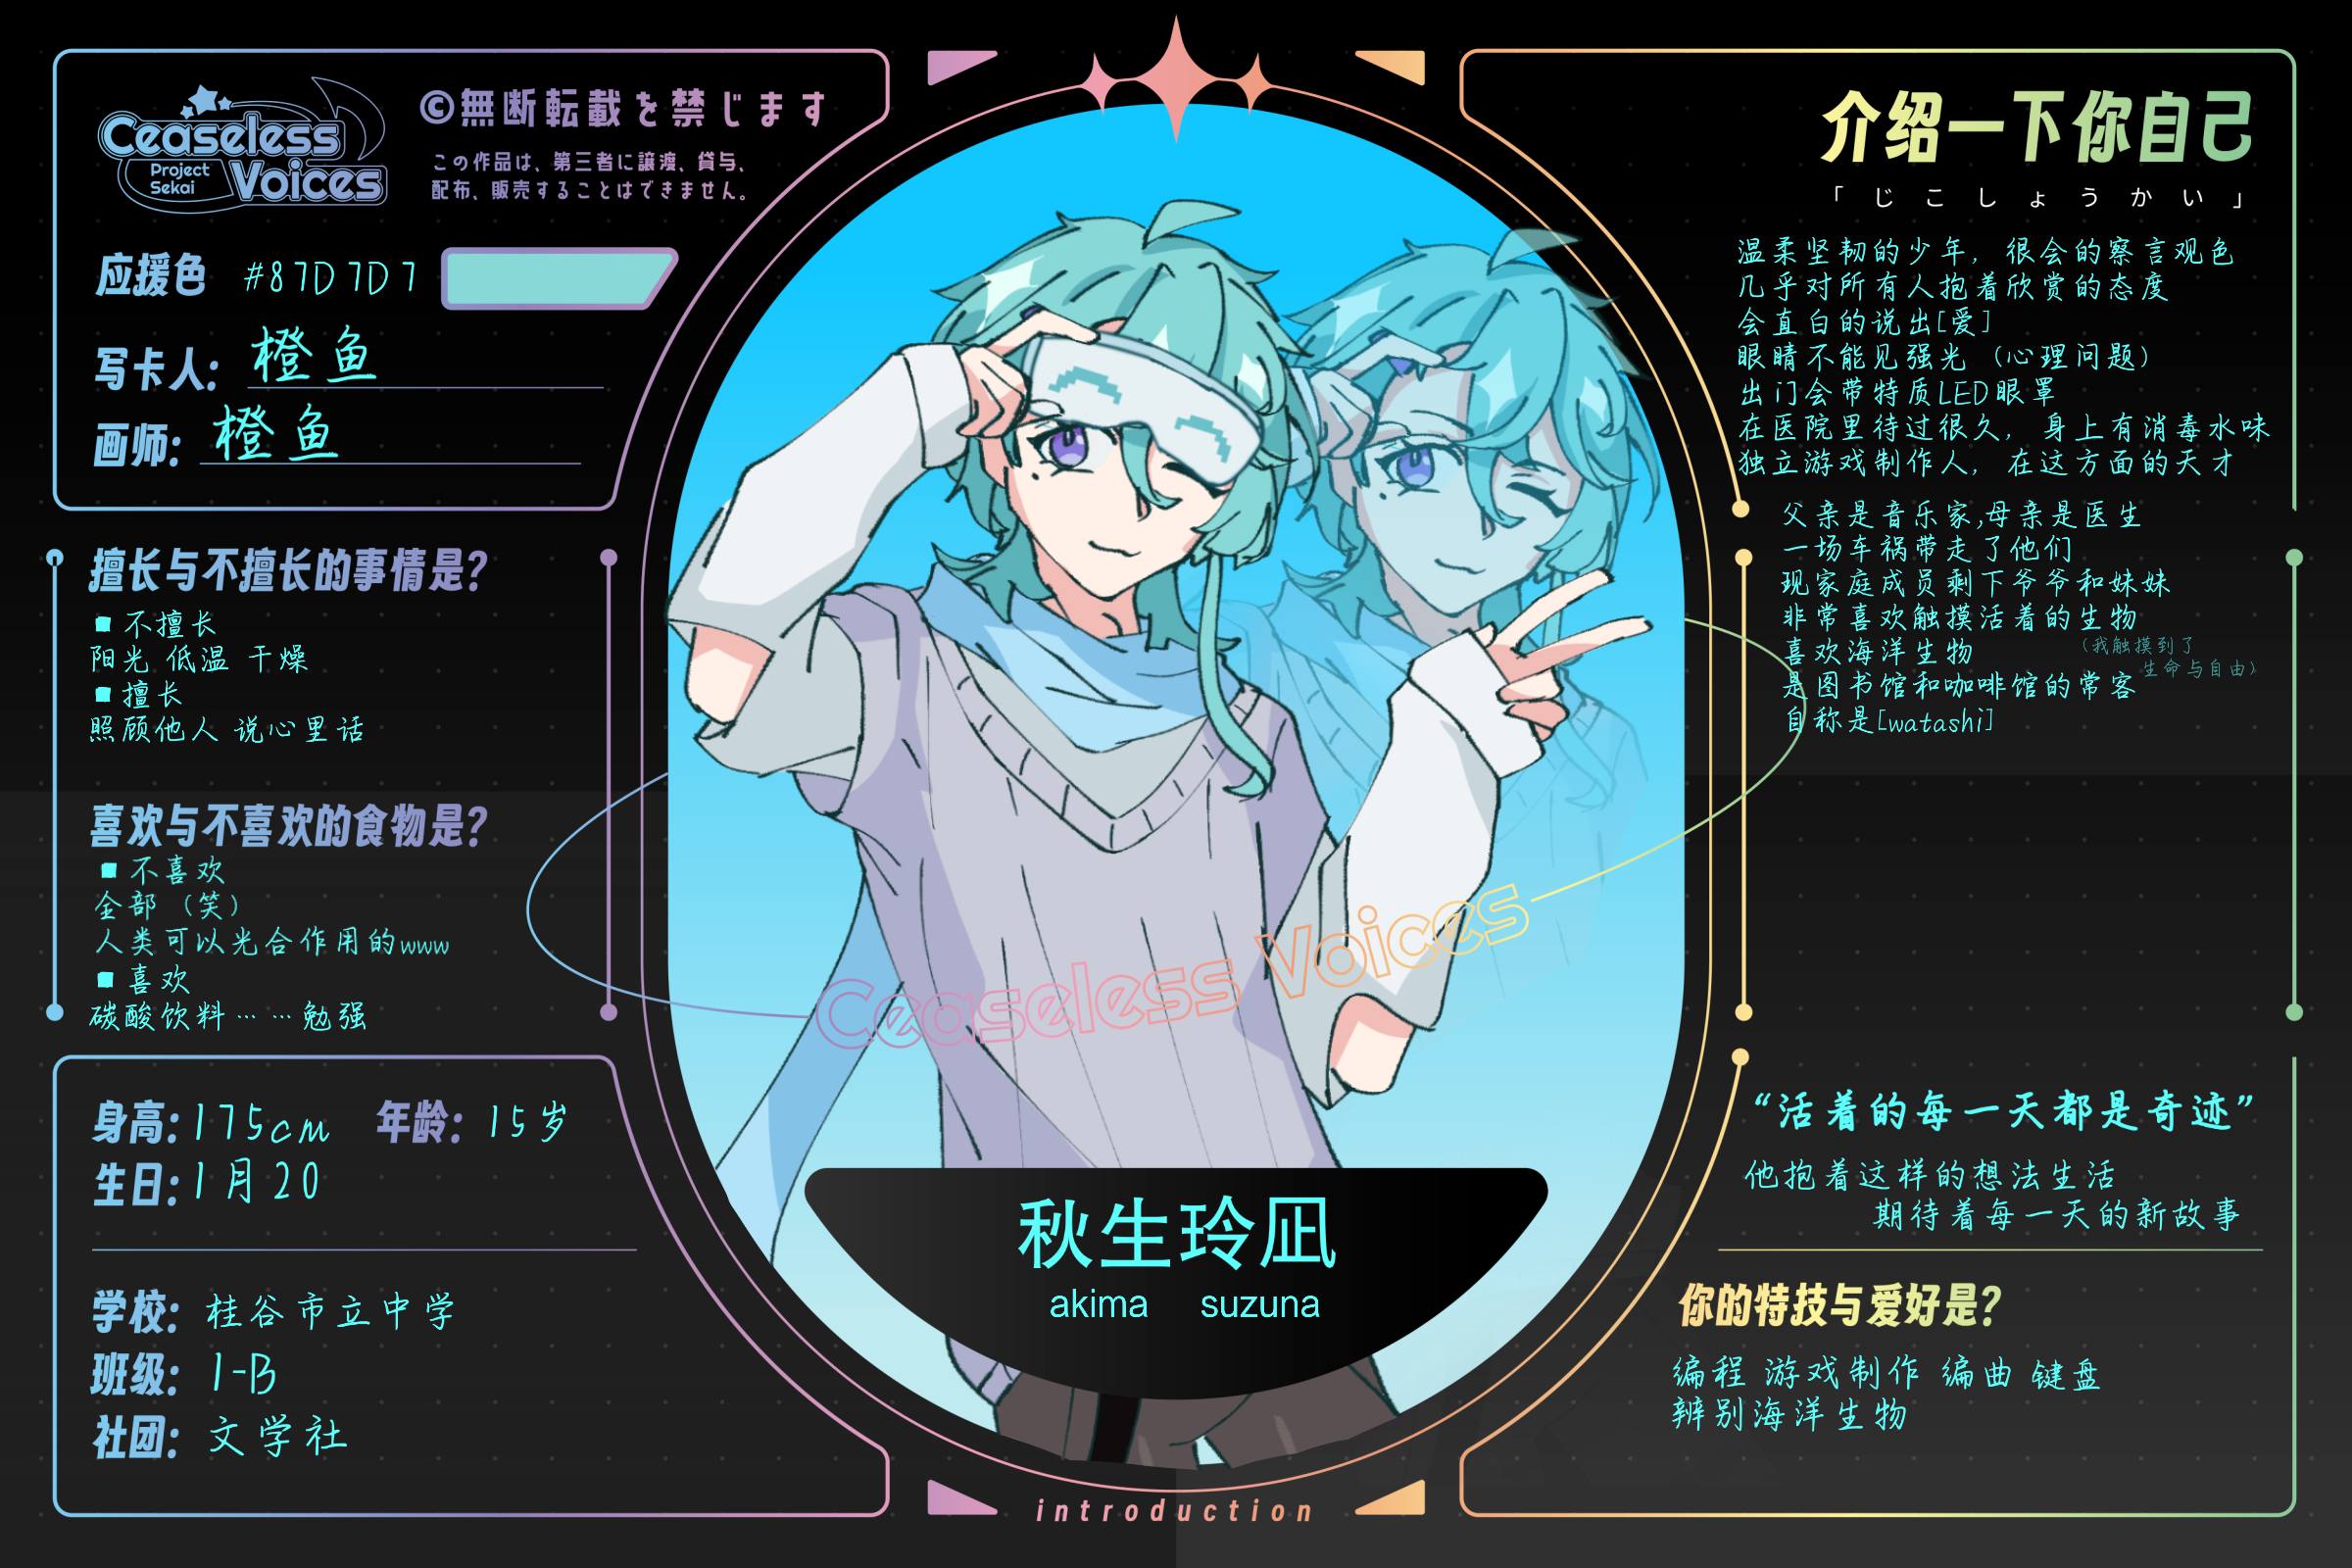 Ceaseless
Project
Sekai
Voices
©無断転載を禁じます
この作品は、第三者に譲渡、貸与、
配布、販売することはできません。
应援色 #87D7D7
写卡人: 橙鱼
画师: 橙鱼
擅长与不擅长的事情是?
■不擅长
阳光 低温 干燥
■擅长
照顾他人 说心里话
喜欢与不喜欢的食物是?
■不喜欢
全部（笑）
人类可以光合作用的www
■喜欢
碳酸饮料……勉强
身高: 175cm 年龄: 15岁
生日: 1月20
学校: 桂谷市立中学
班级: 1-B
社团: 文学社
Ceaseless Voices
秋生玲凪
akima suzuna
introduction
介绍一下你自己
「じこしょうかい」
温柔坚韧的少年，很会的察言观色
几乎对所有人抱着欣赏的态度
会直白的说出[爱]
眼睛不能见强光（心理问题）
出门会带特质LED眼罩
在医院里待过很久，身上有消毒水味
独立游戏制作人，在这方面的天才
父亲是音乐家,母亲是医生
一场车祸带走了他们
现家庭成员剩下爷爷和妹妹
非常喜欢触摸活着的生物
（我触摸到了
生命与自由）
喜欢海洋生物
是图书馆和咖啡馆的常客
自称是[watashi]
“活着的每一天都是奇迹”
他抱着这样的想法生活
期待着每一天的新故事
你的特技与爱好是?
编程 游戏制作 编曲 键盘
辨别海洋生物